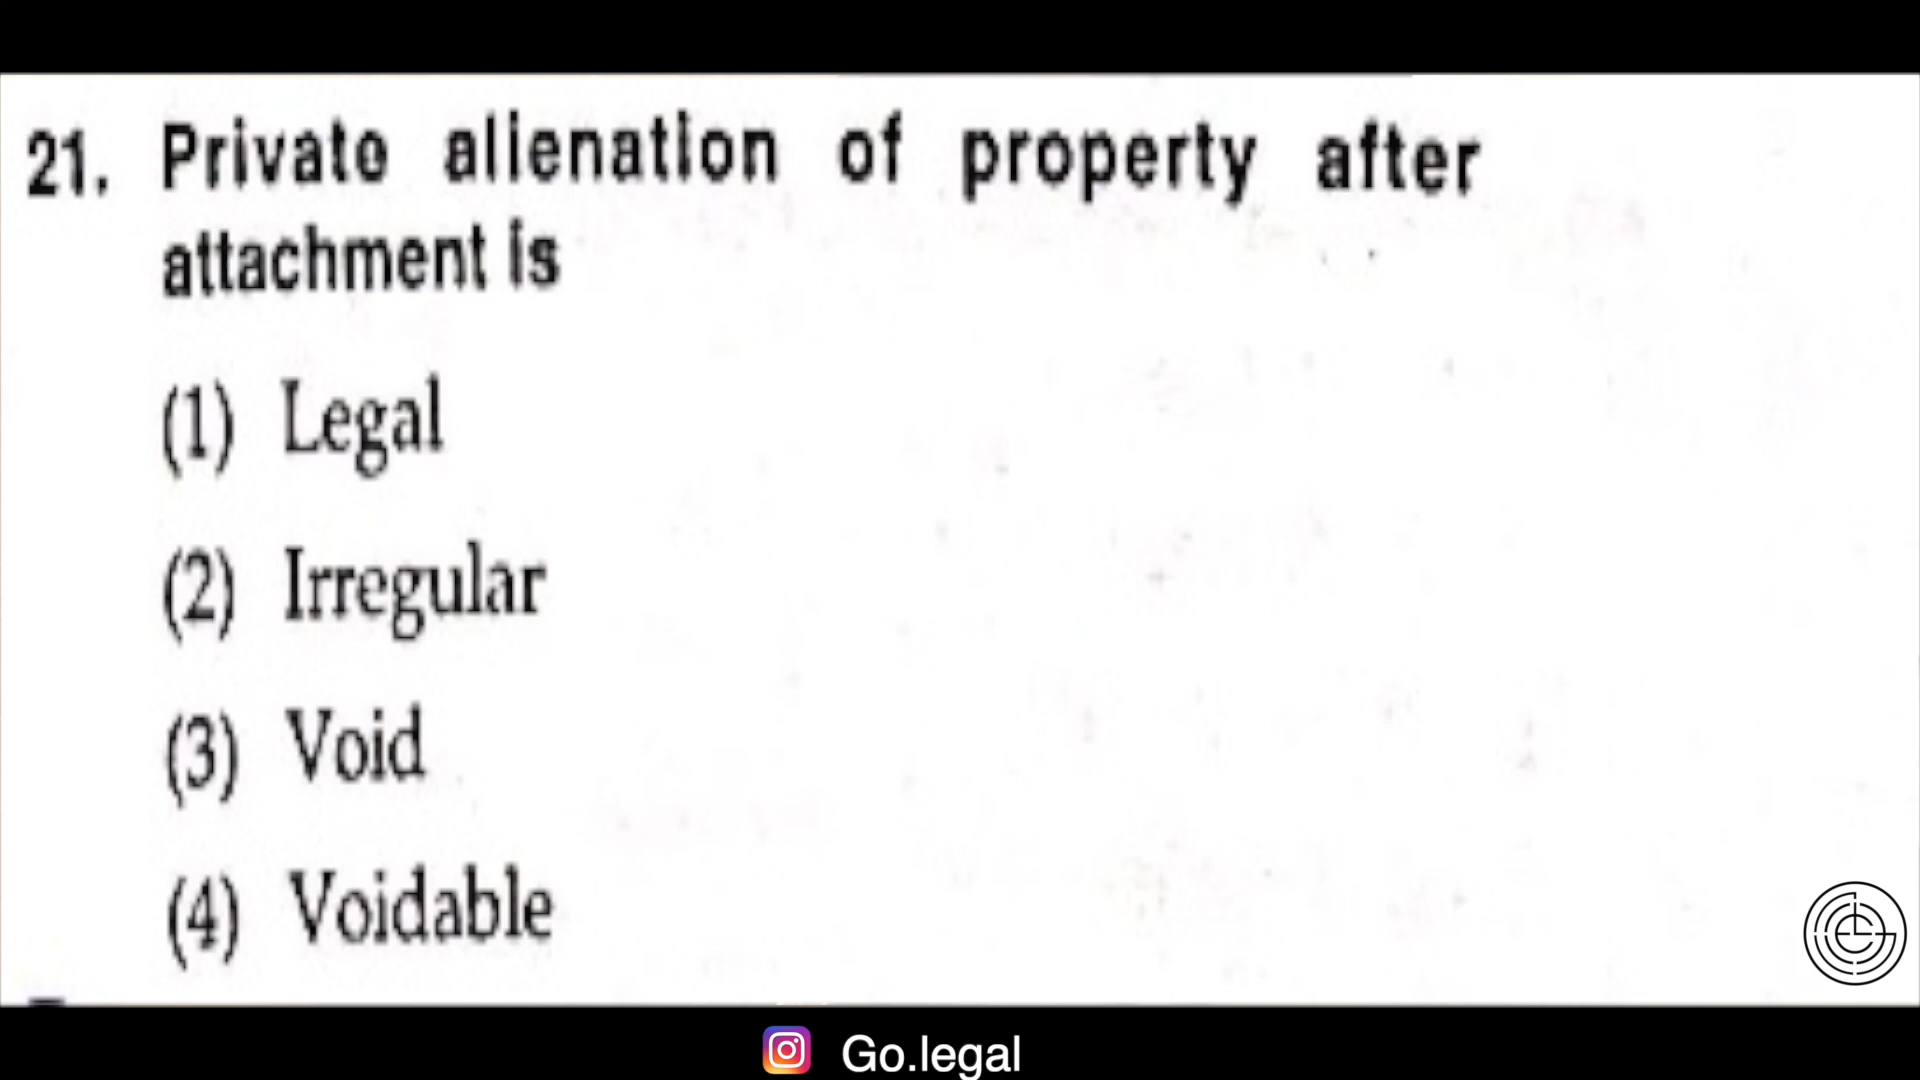 21. Private alienation of property after
attachment is
(1) Legal
(2) Irregular
(3) Void
(4) Voidable
Go.legal